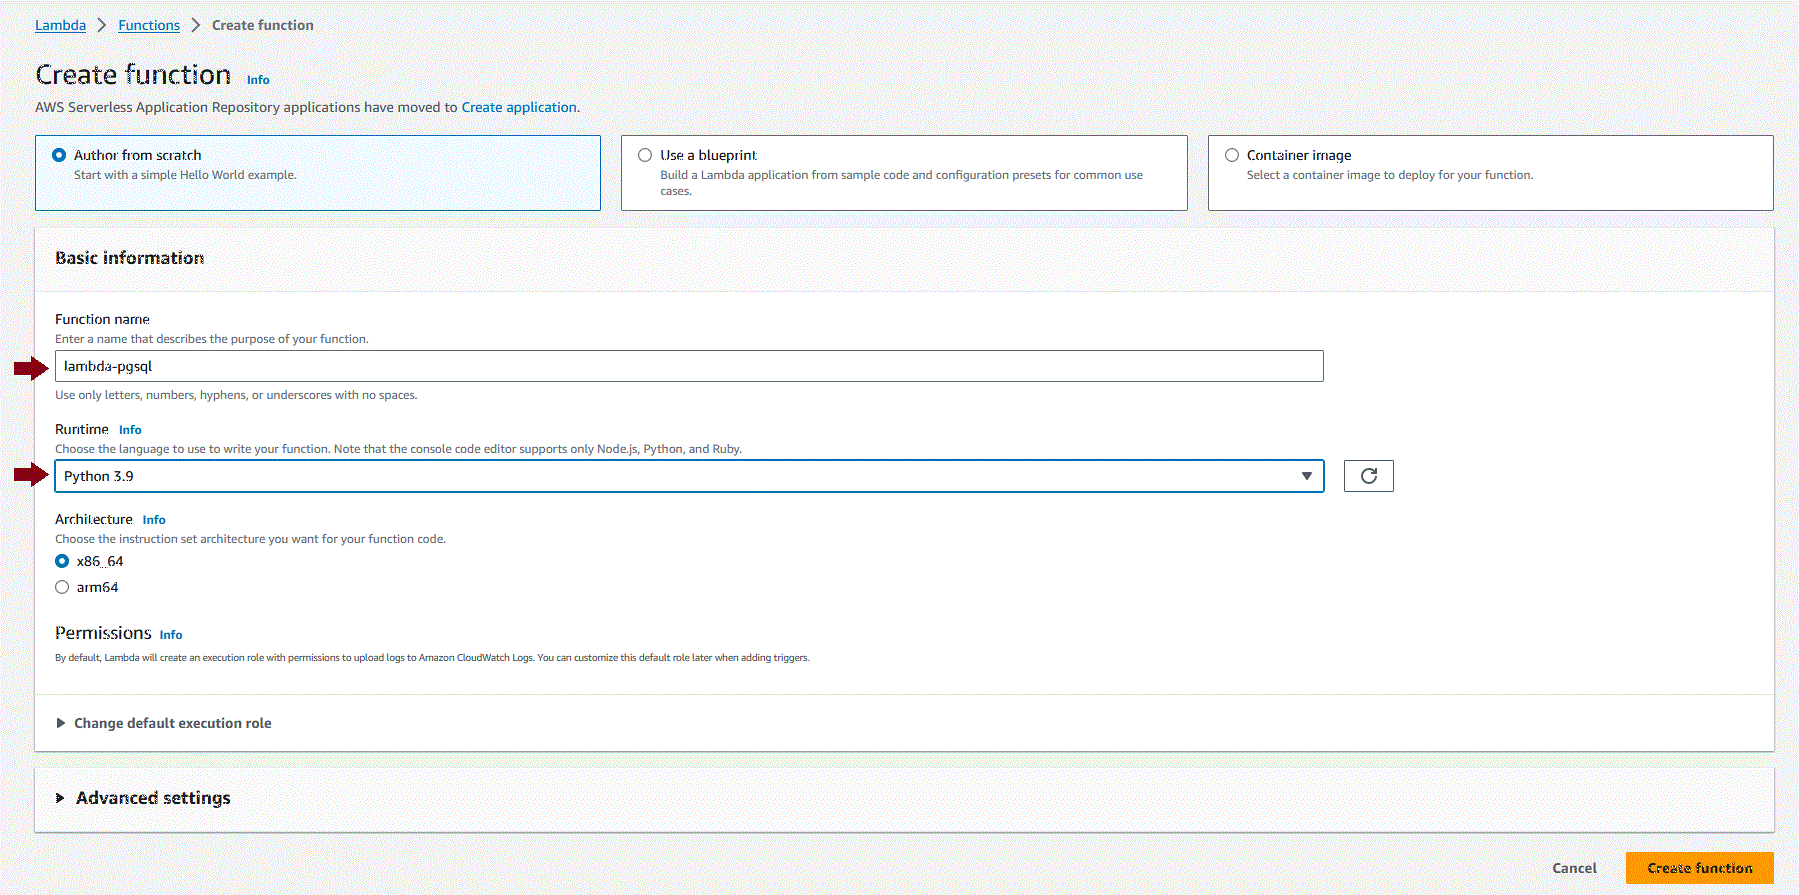 Lambda > Functions > Create function
Create function Info
AWS Serverless Application Repository applications have moved to Create application.
Author from scratch
Start with a simple Hello World example.
Use a blueprint
Build a Lambda application from sample code and configuration presets for common use
cases.
Container image
Select a container image to deploy for your function.
Basic information
Function name
Enter a name that describes the purpose of your function.
lambda-pgsql
Use only letters, numbers, hyphens, or underscores with no spaces.
Runtime Info
Choose the language to use to write your function. Note that the console code editor supports only Node.js, Python, and Ruby.
Python 3.9
Architecture Info
Choose the instruction set architecture you want for your function code.
x86_64
arm64
Permissions Info
By default, Lambda will create an execution role with permissions to upload logs to Amazon CloudWatch Logs. You can customize this default role later when adding triggers.
Change default execution role
Advanced settings
Cancel
Create function